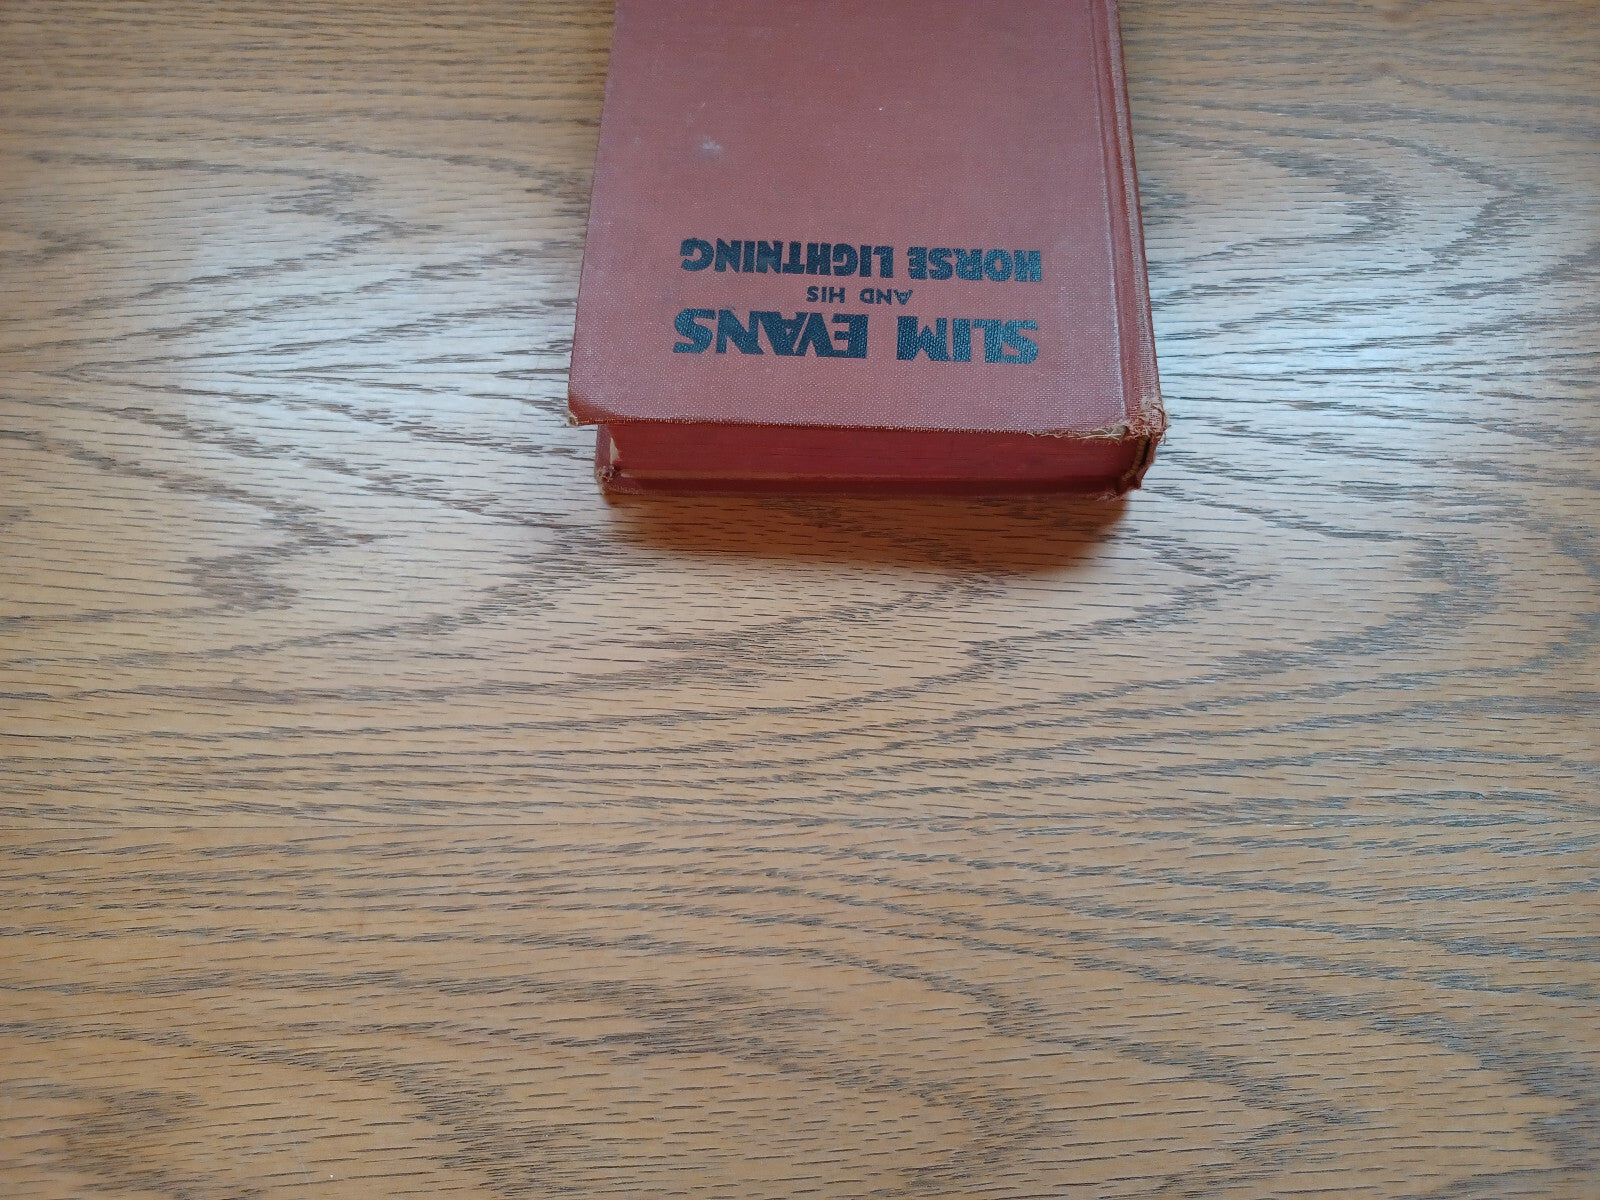 SLIM EVANS
AND HIS
HORSE LIGHTNING